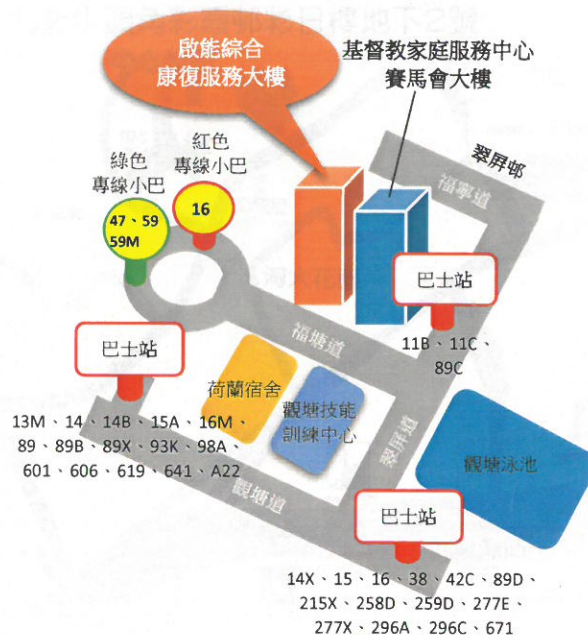 啟能綜合
康復服務大樓
基督教家庭服務中心
賽馬會大樓
翠屏邨
福寧道
紅色
專線小巴
16
綠色
專線小巴
47、59
59M
巴士站
11B、11C、
89C
福塘道
巴士站
13M、14、14B、15A、16M、
89、89B、89X、93K、98A、
601、606、619、641、A22
荷蘭宿舍
觀塘技能
訓練中心
翠屏道
觀塘泳池
觀塘道
巴士站
14X、15、16、38、42C、89D、
215X、258D、259D、277E、
277X、296A、296C、671